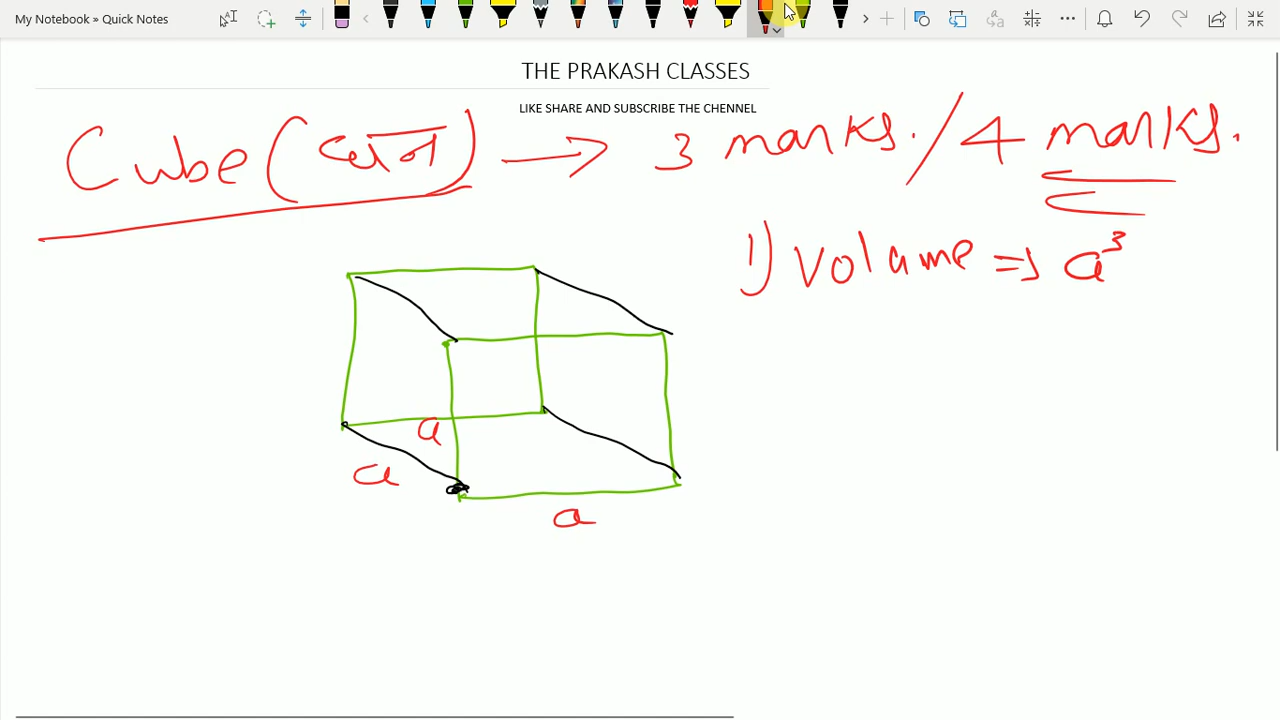 My Notebook » Quick Notes
THE PRAKASH CLASSES
LIKE SHARE AND SUBSCRIBE THE CHENNEL
Cube ( → 3 marks. / 4 marks.
1) Volume ⇒ a³
a
a
a